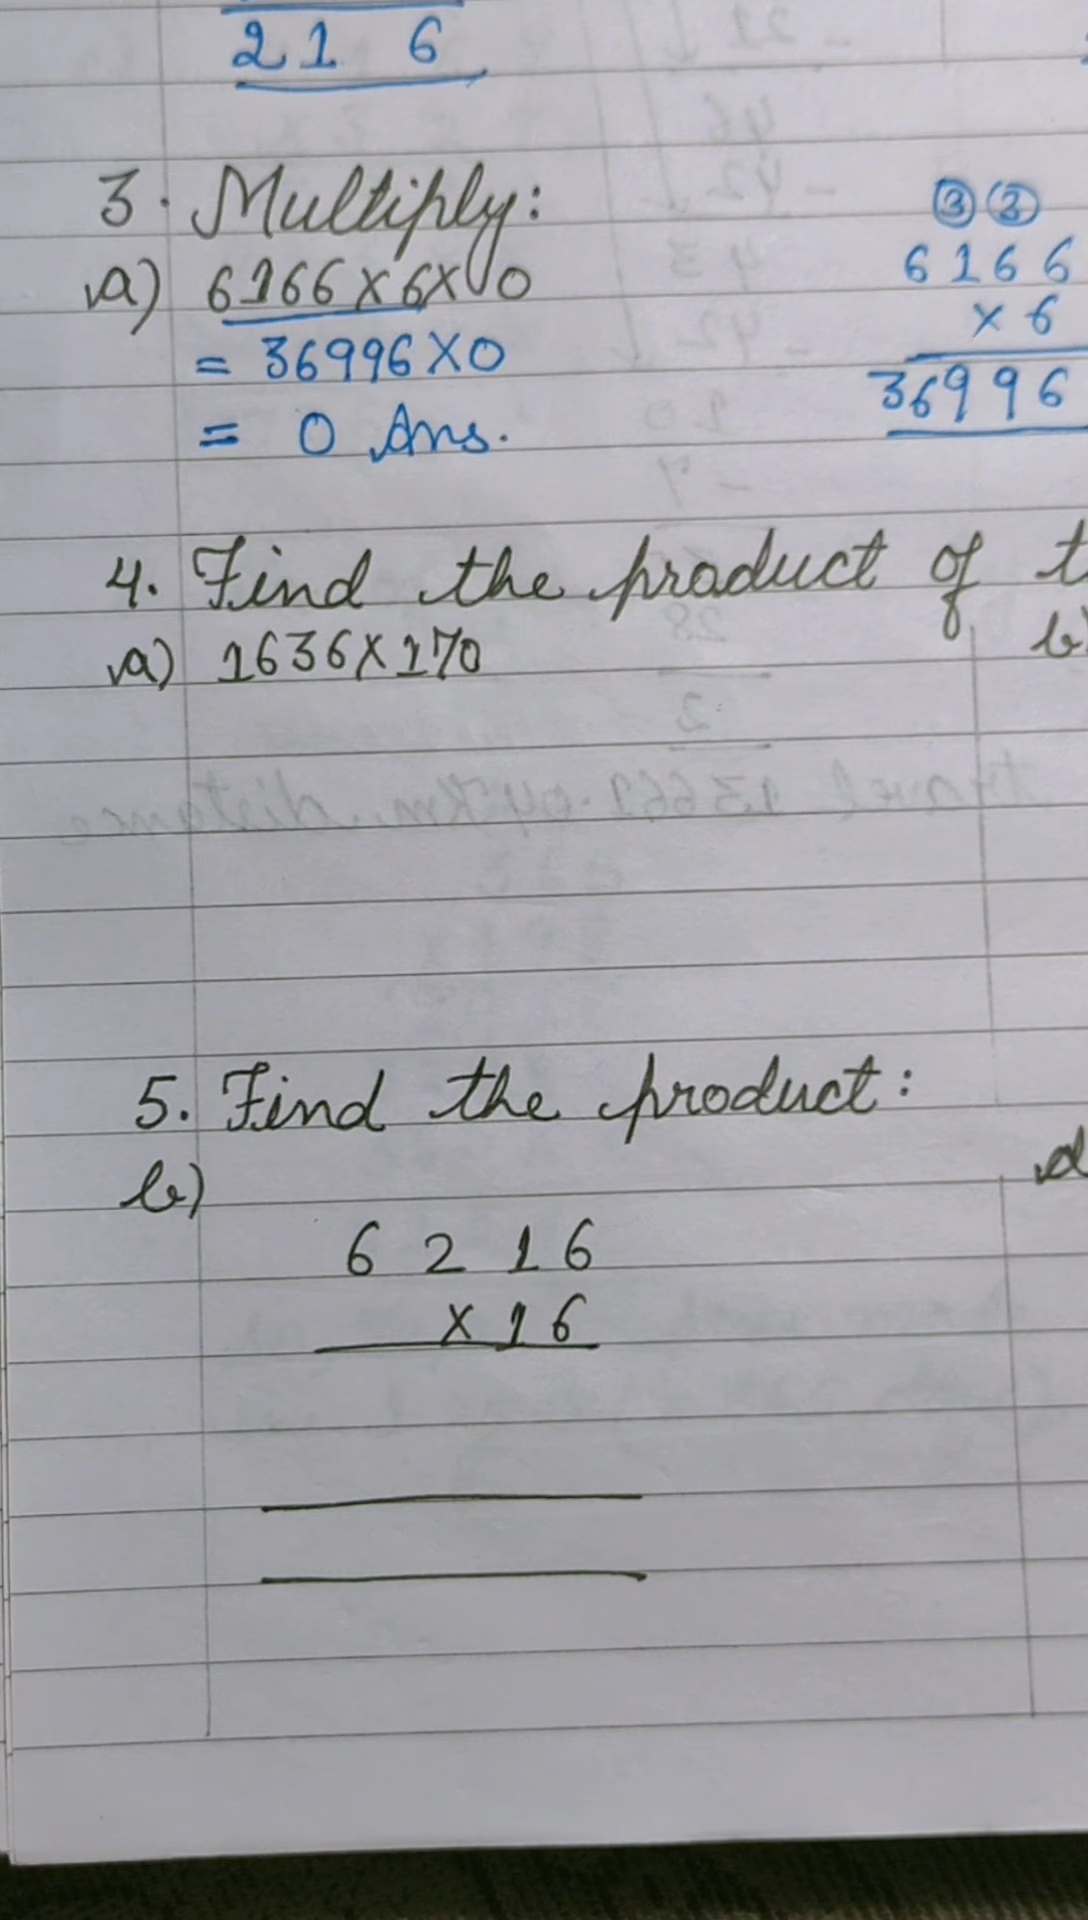 21 6
3. Multiply:
a) 6166×6×0
= 36996×0
= 0 Ans.
3 3
6166
×6
36996
4. Find the product of
a) 1636×170
b)
5. Find the product:
b)
6216
×16
d